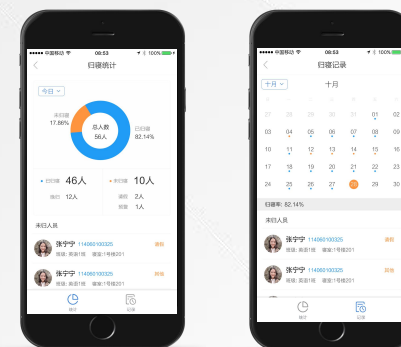 中国移动 08:53 100%
归寝统计
今日
未归寝
17.86%
总人数
56人
已归寝
82.14%
已归寝 46人
未归寝 10人
晚归 12人
请假 2人
1人
未归人员
张宁宁 114060100325 请假
班级: 英语1班 寝室:1号楼201
张宁宁 114060100325
班级: 英语1班 寝室:1号楼201
统计 记录
中国移动 08:53 100%
归寝记录
十月 十月
27 28 29 30 31 01 02
03 04 05 06 07 08 09
10 11 12 13 14 15 16
17 18 19 20 21 22 23
24 25 26 27 28 29 30
归寝率: 82.14%
未归人员
张宁宁 114060100325 请假
班级: 英语1班 寝室:1号楼201
张宁宁 114060100325
班级: 英语1班 寝室:1号楼201
统计 记录